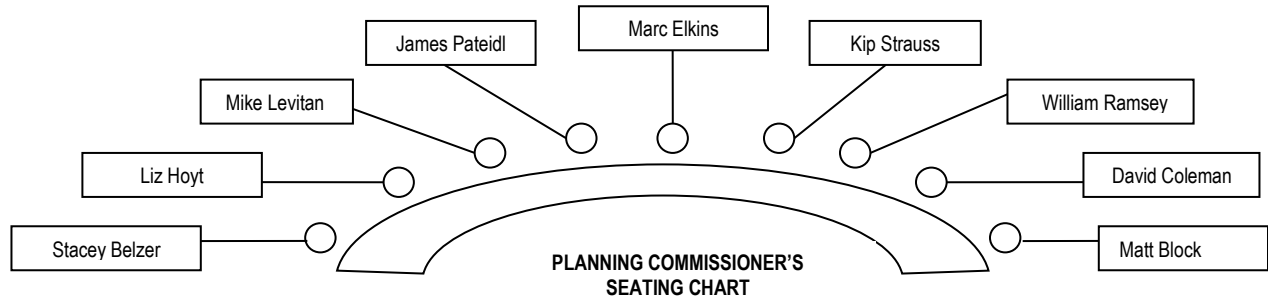 Marc Elkins
James Pateidl
Kip Strauss
Mike Levitan
William Ramsey
Liz Hoyt
David Coleman
Stacey Belzer
Matt Block
PLANNING COMMISSIONER’S
SEATING CHART